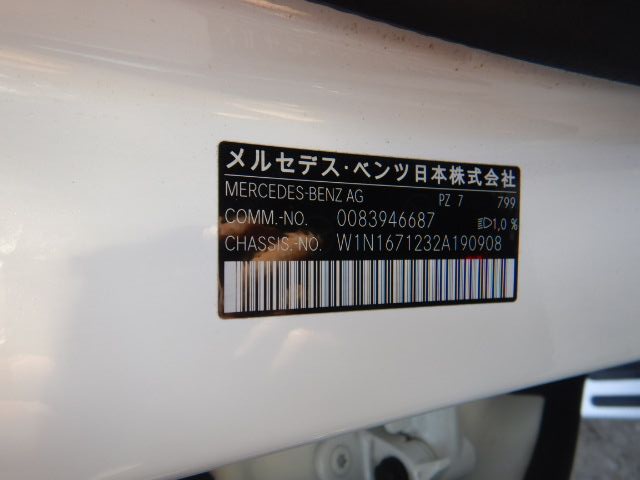 メルセデス・ベンツ日本株式会社
MERCEDES-BENZ AG PZ 7 799
COMM.-NO. 0083946687 1,0 %
CHASSIS.-NO. W1N1671232A190908